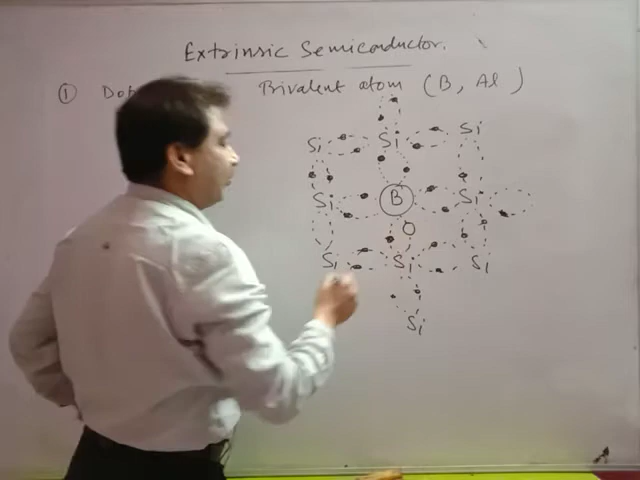 Extrinsic Semiconductor.
① Bivalent atom (B, Al)
Si Si Si
Si B Si
Si Si Si
Si